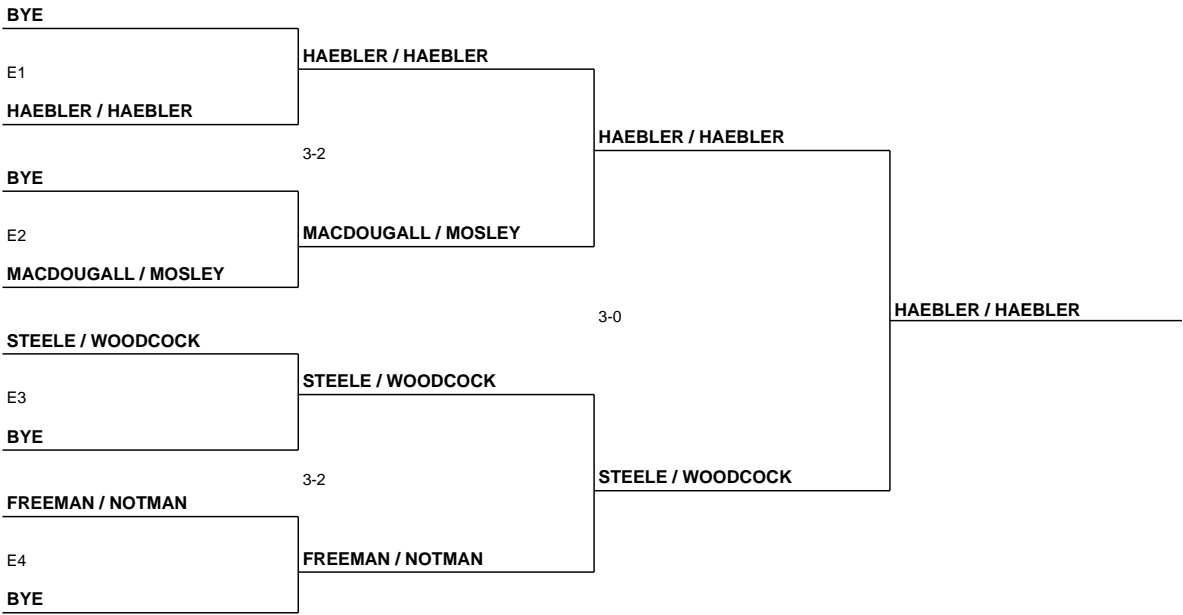 BYE
HAEBLER / HAEBLER
E1
HAEBLER / HAEBLER
HAEBLER / HAEBLER
3-2
BYE
E2
MACDOUGALL / MOSLEY
MACDOUGALL / MOSLEY
HAEBLER / HAEBLER
3-0
STEELE / WOODCOCK
STEELE / WOODCOCK
E3
BYE
3-2
STEELE / WOODCOCK
FREEMAN / NOTMAN
E4
FREEMAN / NOTMAN
BYE